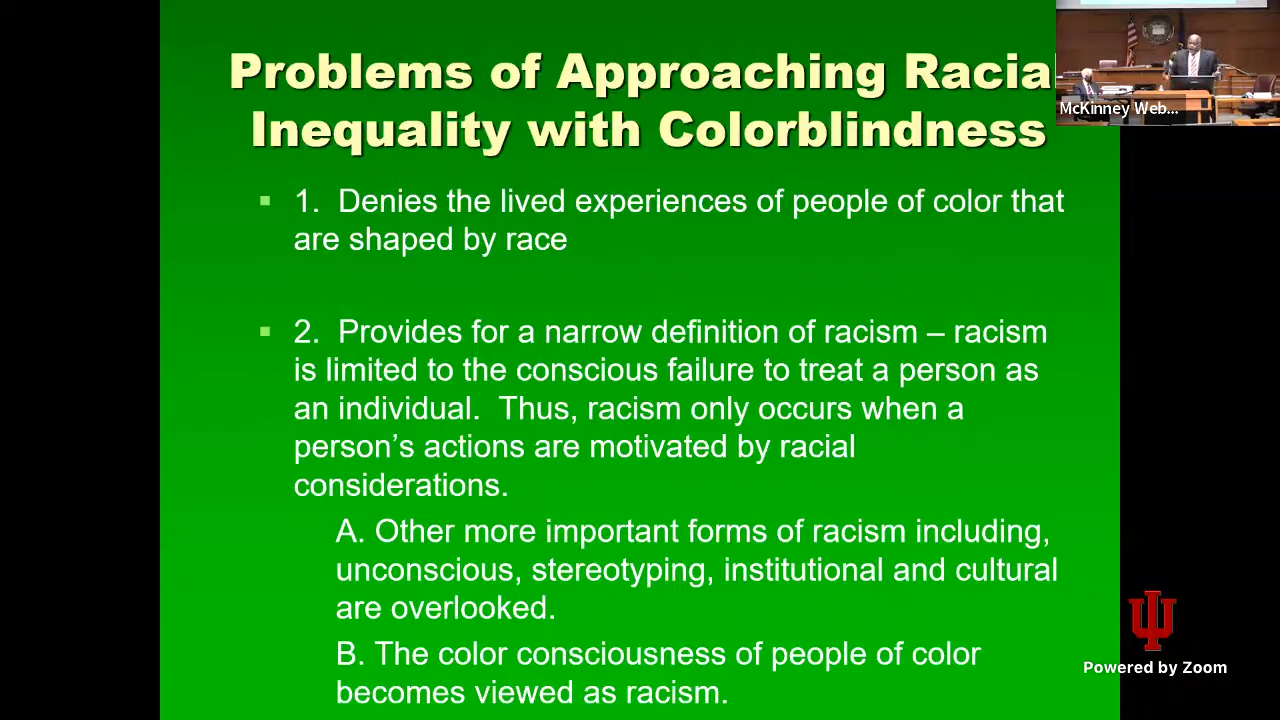 Problems of Approaching Racia
Inequality with Colorblindness
McKinney Web...
▪ 1. Denies the lived experiences of people of color that
are shaped by race
▪ 2. Provides for a narrow definition of racism – racism
is limited to the conscious failure to treat a person as
an individual. Thus, racism only occurs when a
person’s actions are motivated by racial
considerations.
A. Other more important forms of racism including,
unconscious, stereotyping, institutional and cultural
are overlooked.
B. The color consciousness of people of color
becomes viewed as racism.
Powered by Zoom